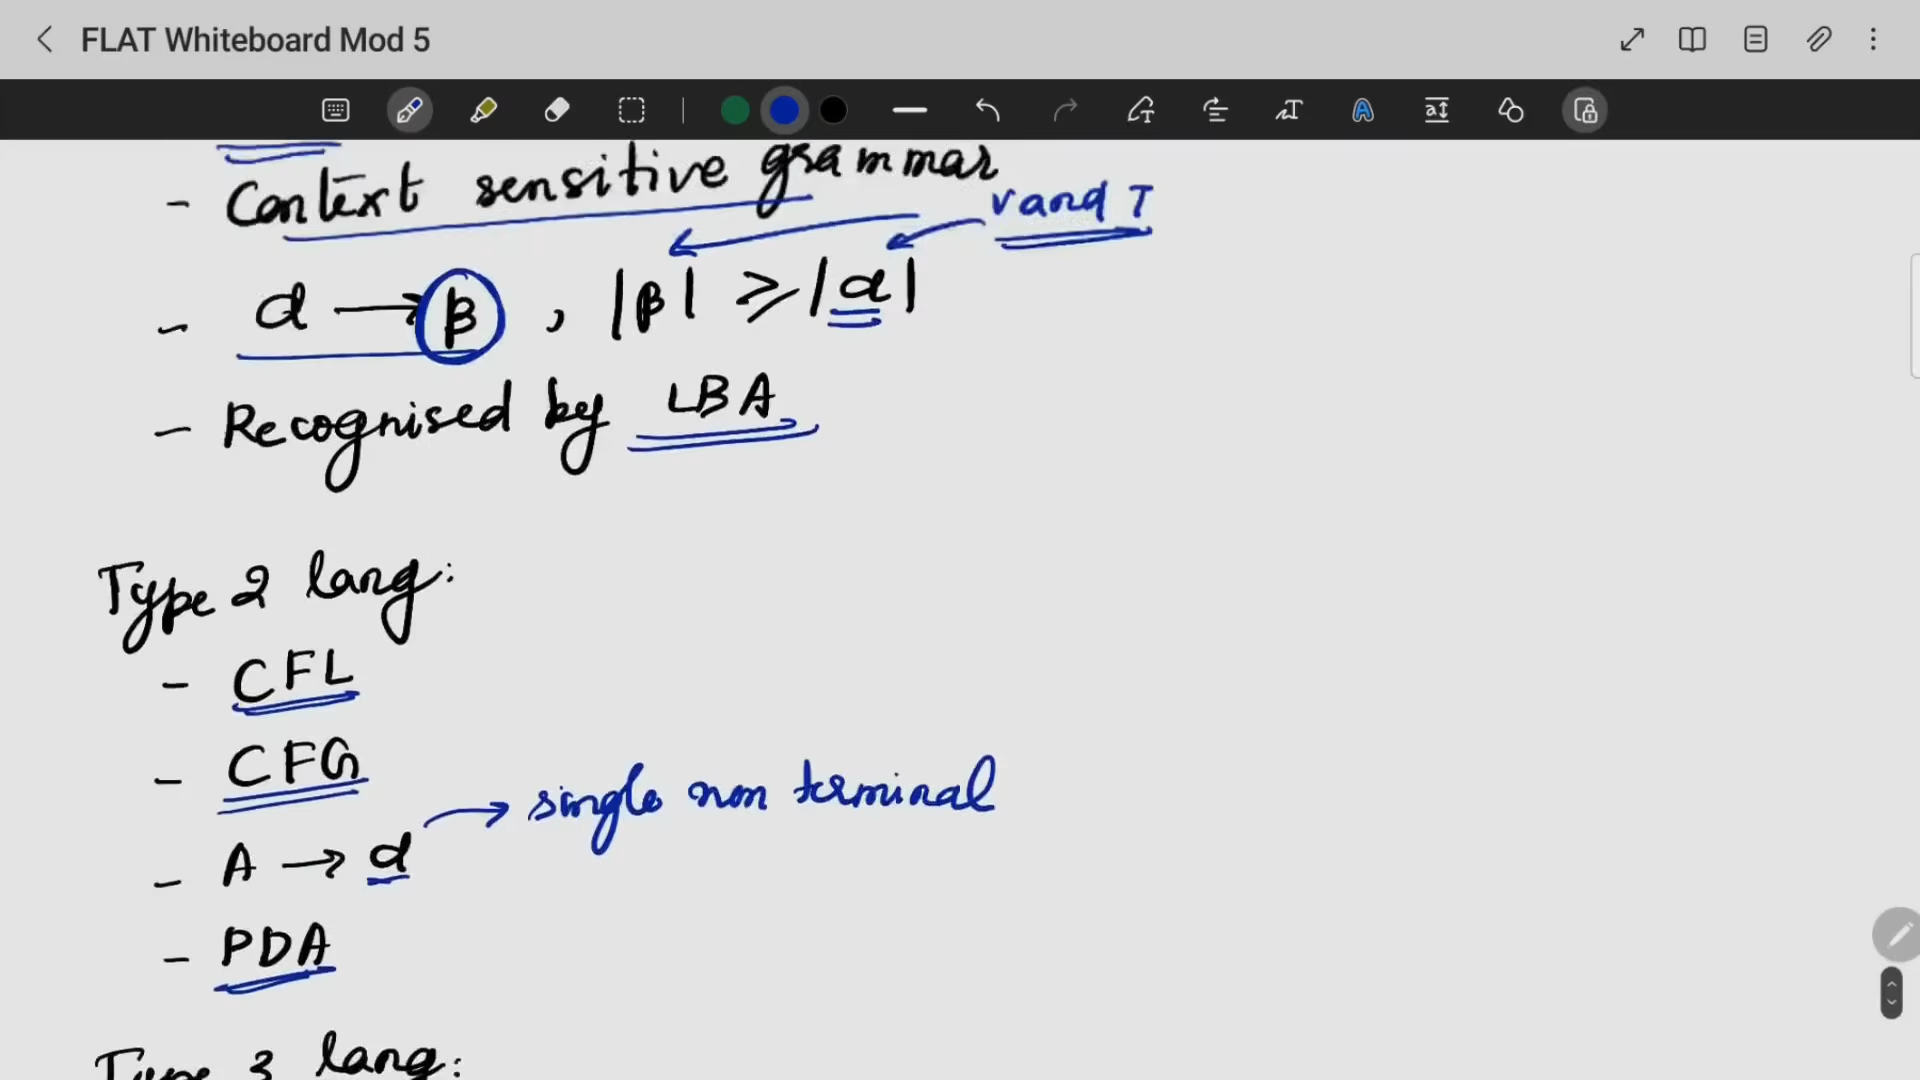 FLAT Whiteboard Mod 5
- Context sensitive grammar
v and T
- α → β , |β| ≥ |α|
- Recognised by LBA
Type 2 lang:
- CFL
- CFG
→ single non terminal
- A → α
- PDA
Type 3 lang: